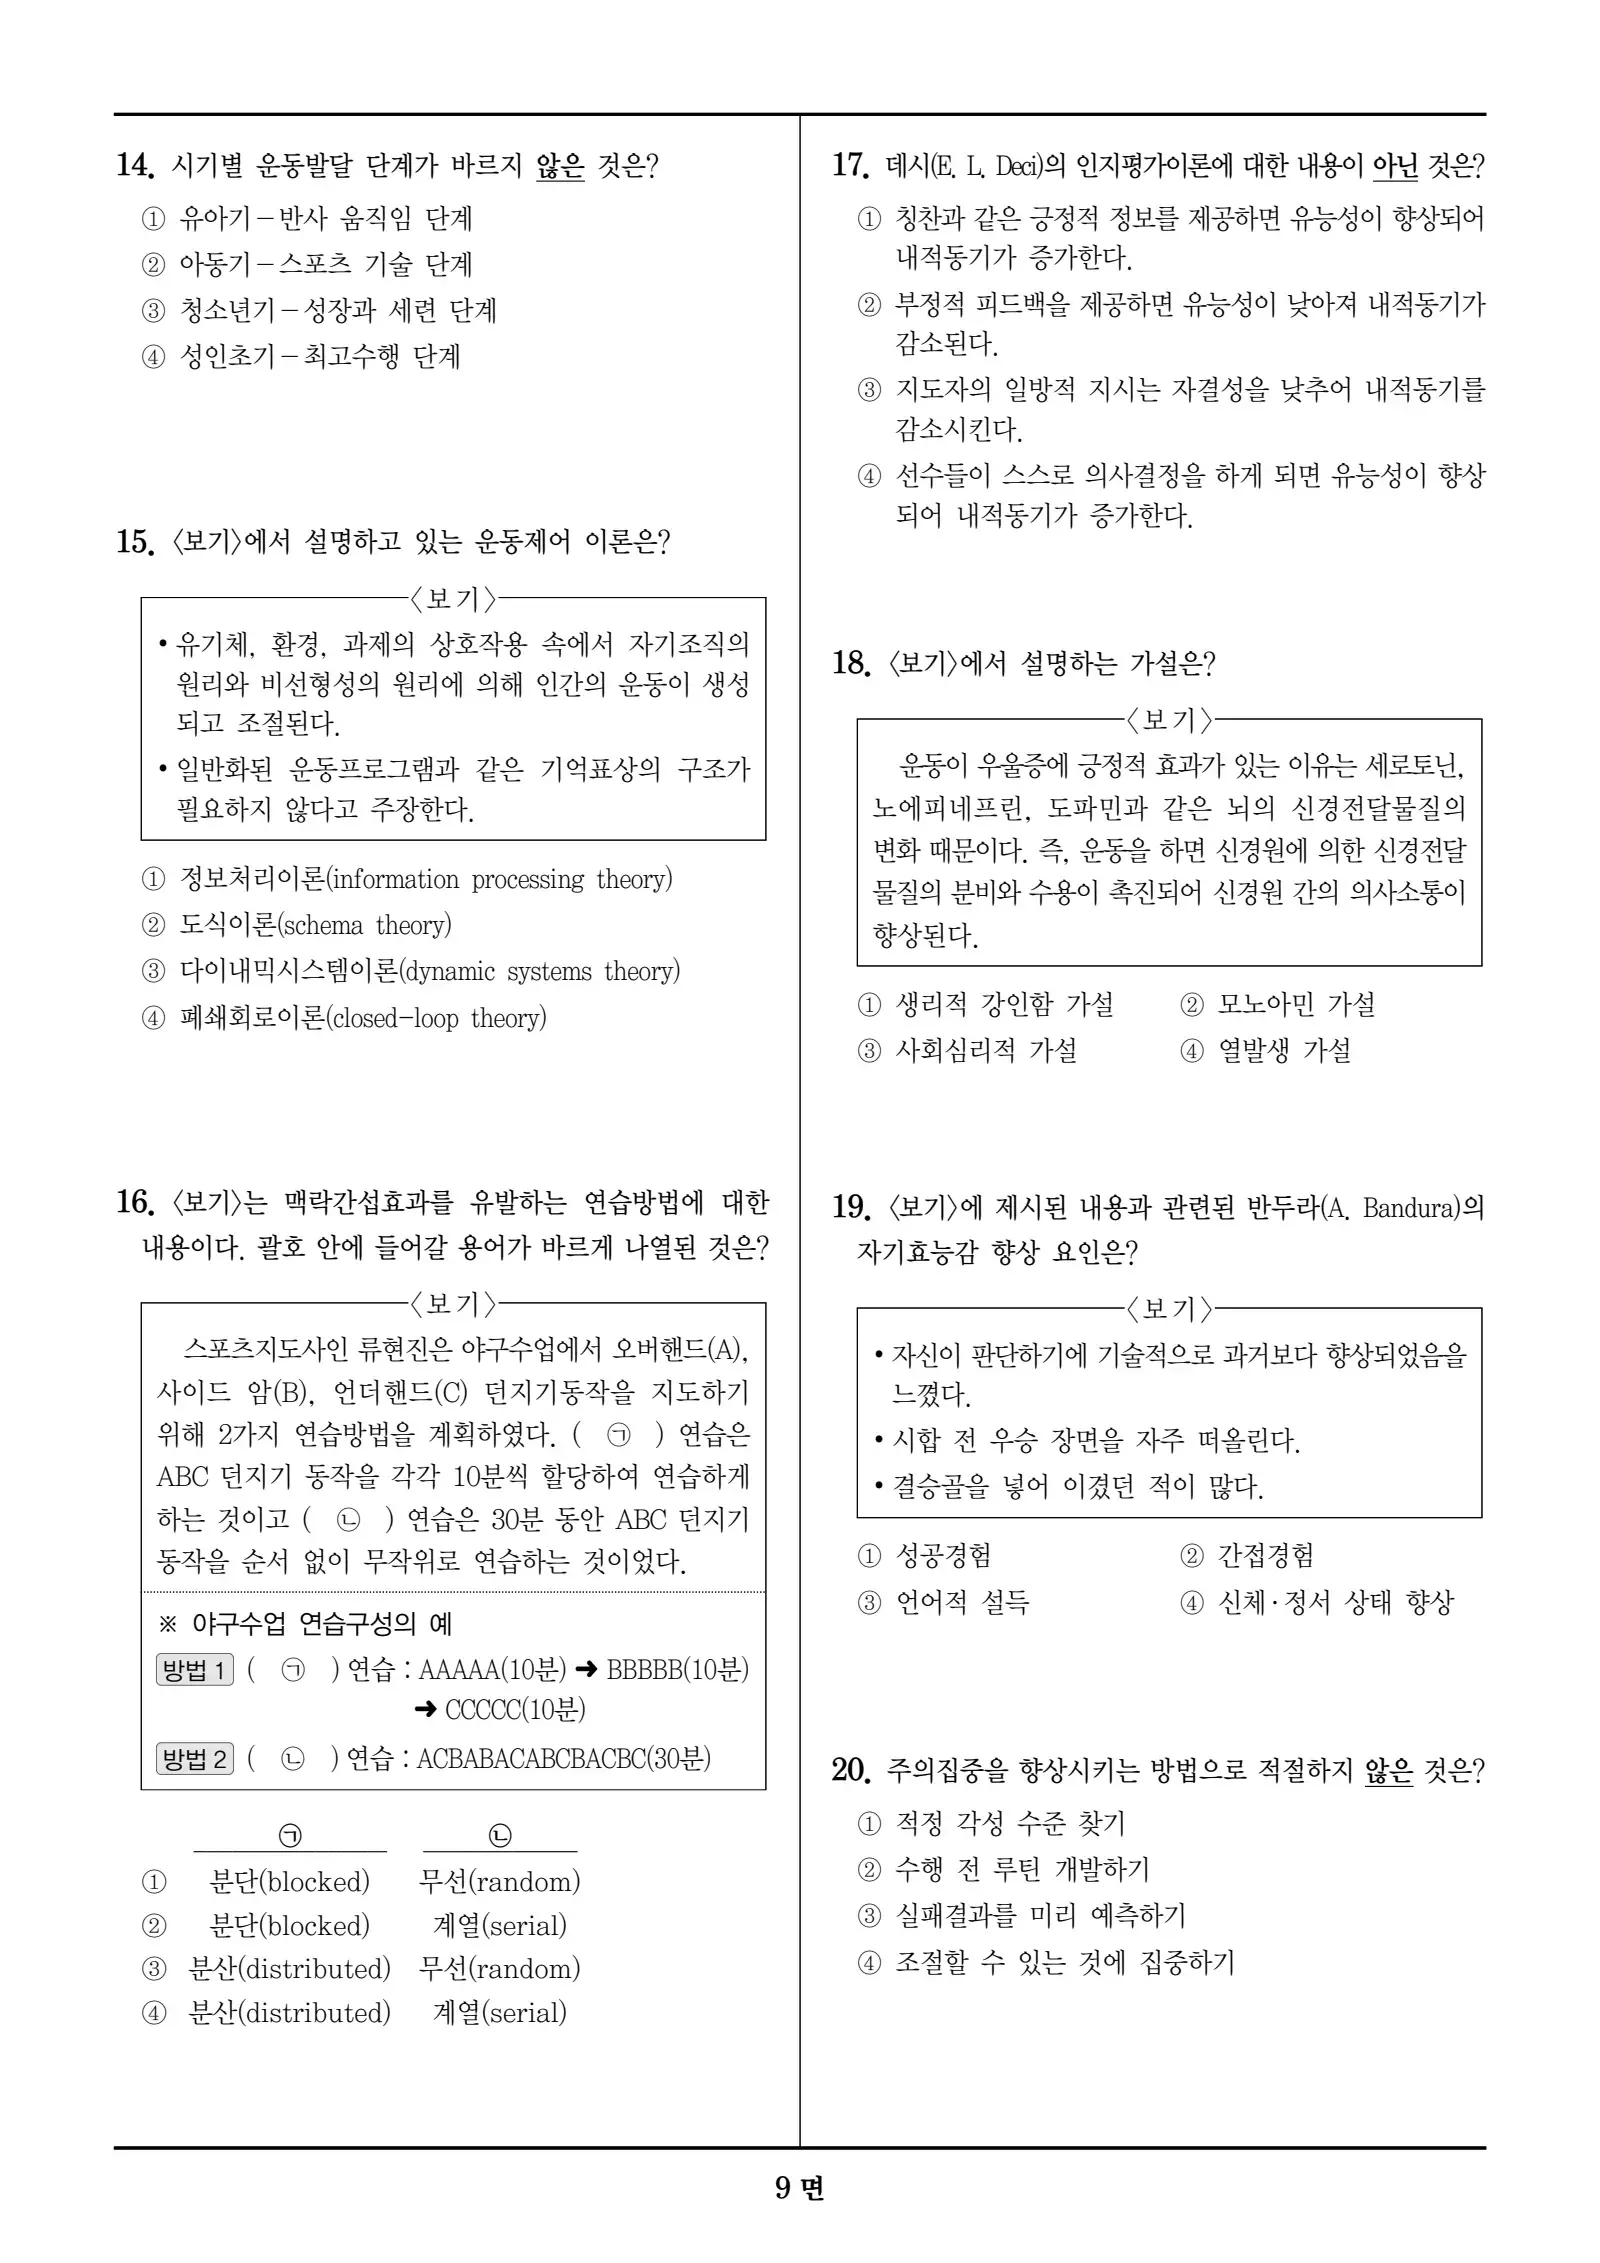 14. 시기별 운동발달 단계가 바르지 않은 것은?
① 유아기－반사 움직임 단계
② 아동기－스포츠 기술 단계
③ 청소년기－성장과 세련 단계
④ 성인초기－최고수행 단계
15. 〈보기〉에서 설명하고 있는 운동제어 이론은?
〈보기〉
• 유기체, 환경, 과제의 상호작용 속에서 자기조직의
원리와 비선형성의 원리에 의해 인간의 운동이 생성
되고 조절된다.
• 일반화된 운동프로그램과 같은 기억표상의 구조가
필요하지 않다고 주장한다.
① 정보처리이론(information processing theory)
② 도식이론(schema theory)
③ 다이내믹시스템이론(dynamic systems theory)
④ 폐쇄회로이론(closed-loop theory)
16. 〈보기〉는 맥락간섭효과를 유발하는 연습방법에 대한
내용이다. 괄호 안에 들어갈 용어가 바르게 나열된 것은?
〈보기〉
스포츠지도사인 류현진은 야구수업에서 오버핸드(A),
사이드 암(B), 언더핸드(C) 던지기동작을 지도하기
위해 2가지 연습방법을 계획하였다. ( ㉠ ) 연습은
ABC 던지기 동작을 각각 10분씩 할당하여 연습하게
하는 것이고 ( ㉡ ) 연습은 30분 동안 ABC 던지기
동작을 순서 없이 무작위로 연습하는 것이었다.
※ 야구수업 연습구성의 예
방법 1 ( ㉠ ) 연습 : AAAAA(10분) ➜ BBBBB(10분)
➜ CCCCC(10분)
방법 2 ( ㉡ ) 연습 : ACBABACABCBACBC(30분)
㉠ ㉡
① 분단(blocked) 무선(random)
② 분단(blocked) 계열(serial)
③ 분산(distributed) 무선(random)
④ 분산(distributed) 계열(serial)
17. 데시(E. L. Deci)의 인지평가이론에 대한 내용이 아닌 것은?
① 칭찬과 같은 긍정적 정보를 제공하면 유능성이 향상되어
내적동기가 증가한다.
② 부정적 피드백을 제공하면 유능성이 낮아져 내적동기가
감소된다.
③ 지도자의 일방적 지시는 자결성을 낮추어 내적동기를
감소시킨다.
④ 선수들이 스스로 의사결정을 하게 되면 유능성이 향상
되어 내적동기가 증가한다.
18. 〈보기〉에서 설명하는 가설은?
〈보기〉
운동이 우울증에 긍정적 효과가 있는 이유는 세로토닌,
노에피네프린, 도파민과 같은 뇌의 신경전달물질의
변화 때문이다. 즉, 운동을 하면 신경원에 의한 신경전달
물질의 분비와 수용이 촉진되어 신경원 간의 의사소통이
향상된다.
① 생리적 강인함 가설 ② 모노아민 가설
③ 사회심리적 가설 ④ 열발생 가설
19. 〈보기〉에 제시된 내용과 관련된 반두라(A. Bandura)의
자기효능감 향상 요인은?
〈보기〉
• 자신이 판단하기에 기술적으로 과거보다 향상되었음을
느꼈다.
• 시합 전 우승 장면을 자주 떠올린다.
• 결승골을 넣어 이겼던 적이 많다.
① 성공경험 ② 간접경험
③ 언어적 설득 ④ 신체·정서 상태 향상
20. 주의집중을 향상시키는 방법으로 적절하지 않은 것은?
① 적정 각성 수준 찾기
② 수행 전 루틴 개발하기
③ 실패결과를 미리 예측하기
④ 조절할 수 있는 것에 집중하기
9 면